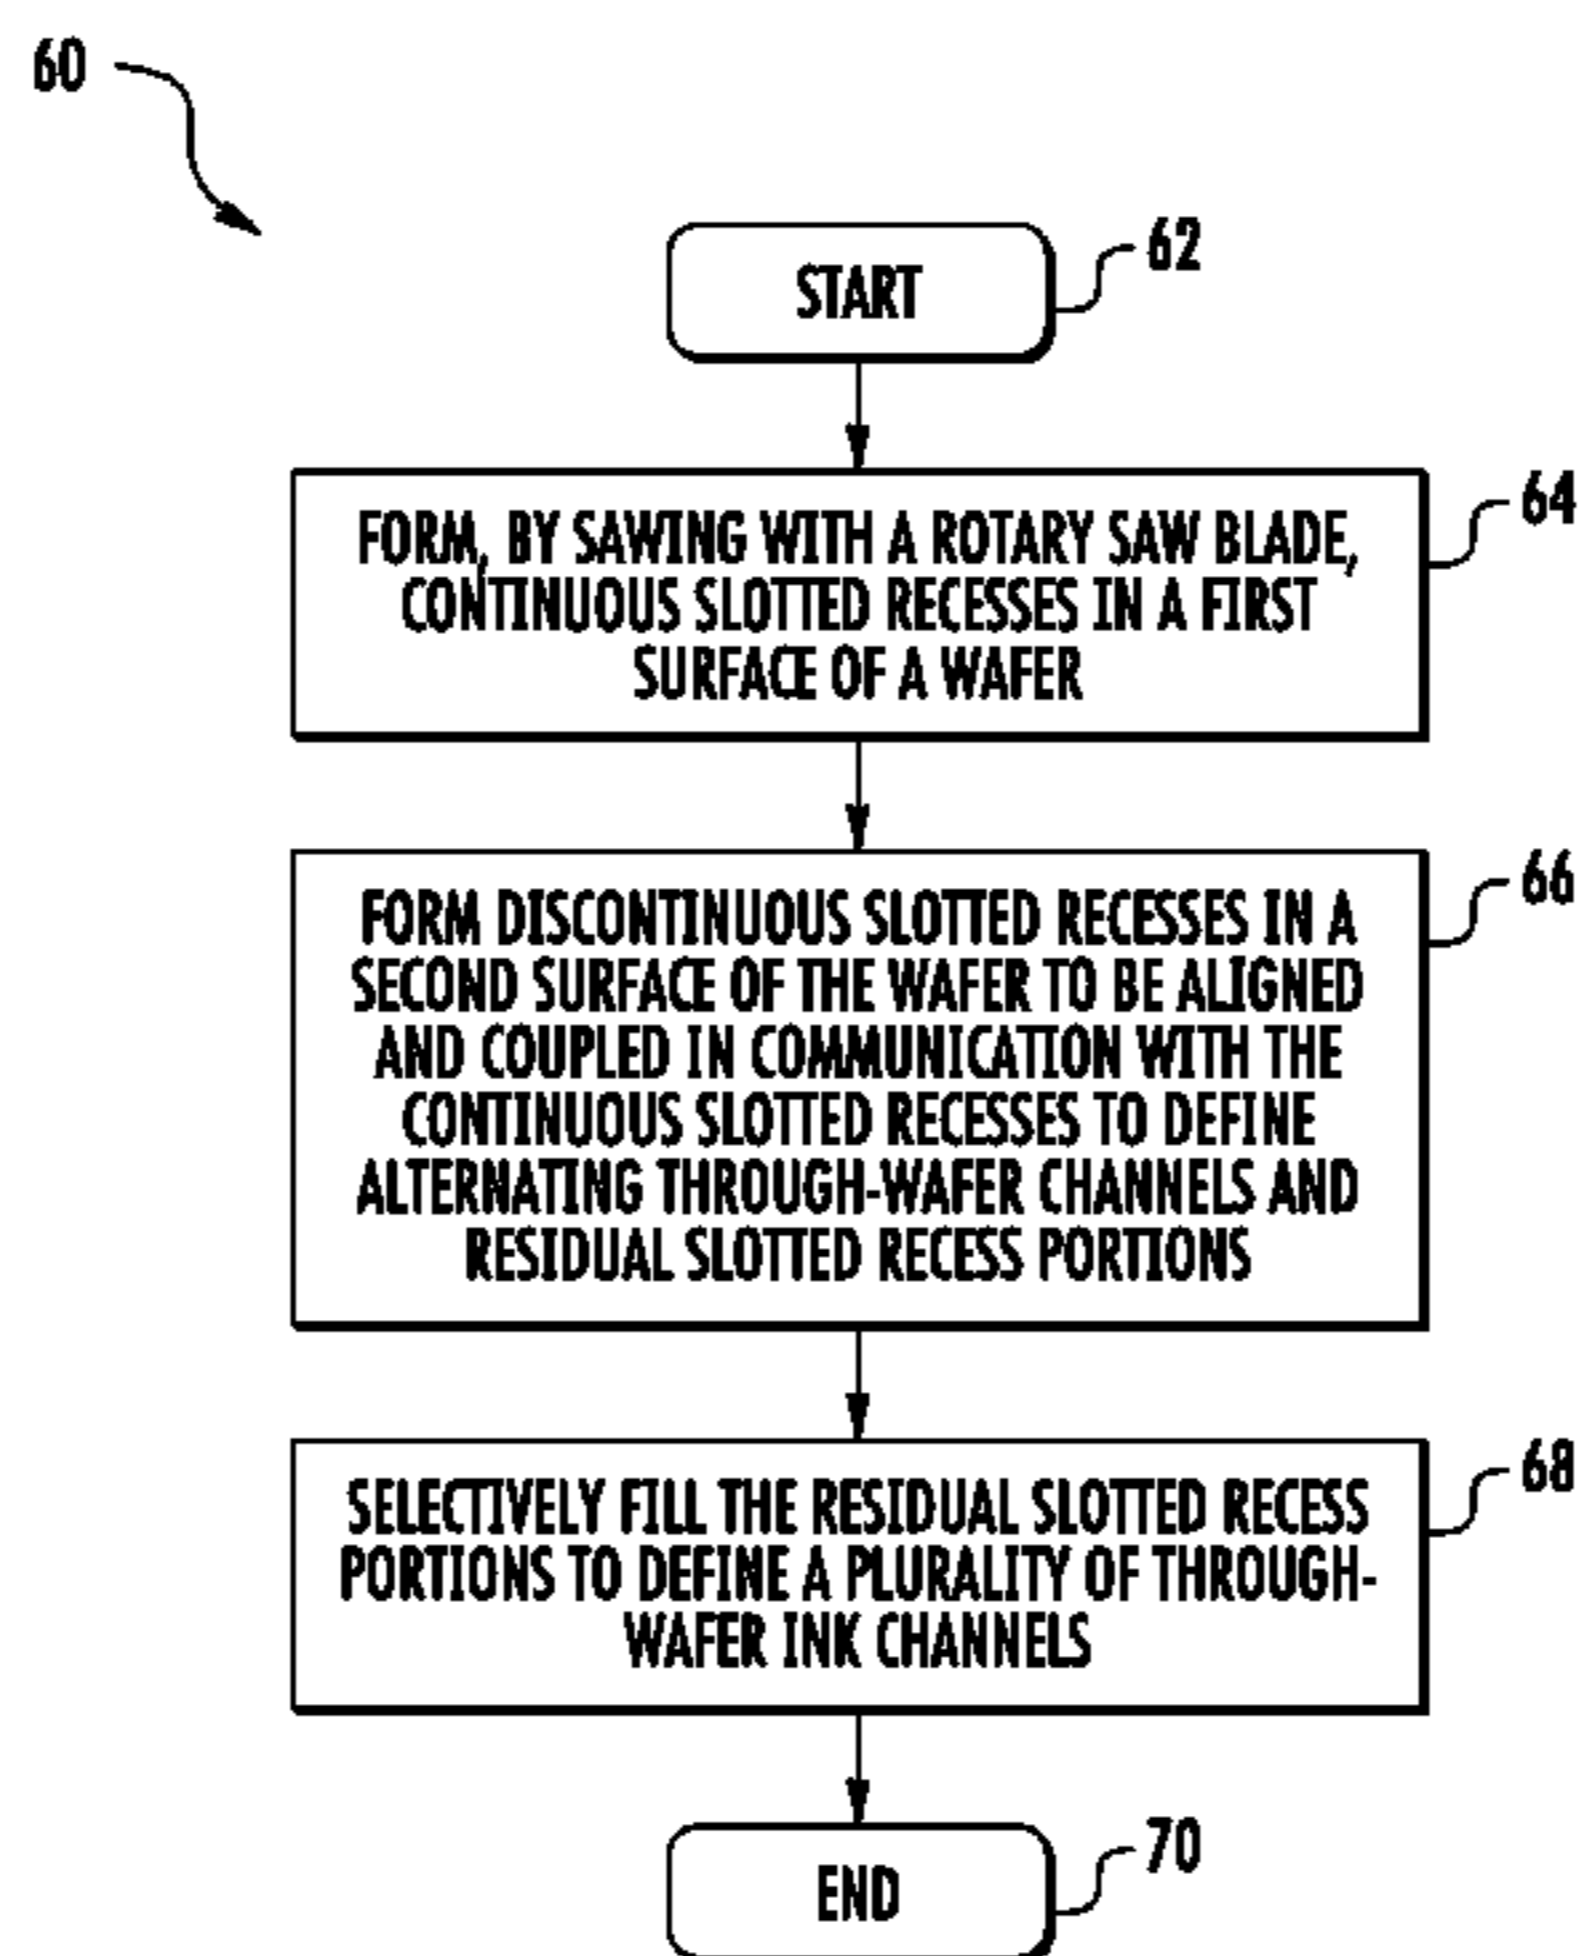 60
START
62
FORM, BY SAWING WITH A ROTARY SAW BLADE,
CONTINUOUS SLOTTED RECESSES IN A FIRST
SURFACE OF A WAFER
64
FORM DISCONTINUOUS SLOTTED RECESSES IN A
SECOND SURFACE OF THE WAFER TO BE ALIGNED
AND COUPLED IN COMMUNICATION WITH THE
CONTINUOUS SLOTTED RECESSES TO DEFINE
ALTERNATING THROUGH-WAFER CHANNELS AND
RESIDUAL SLOTTED RECESS PORTIONS
66
SELECTIVELY FILL THE RESIDUAL SLOTTED RECESS
PORTIONS TO DEFINE A PLURALITY OF THROUGH-
WAFER INK CHANNELS
68
END
70